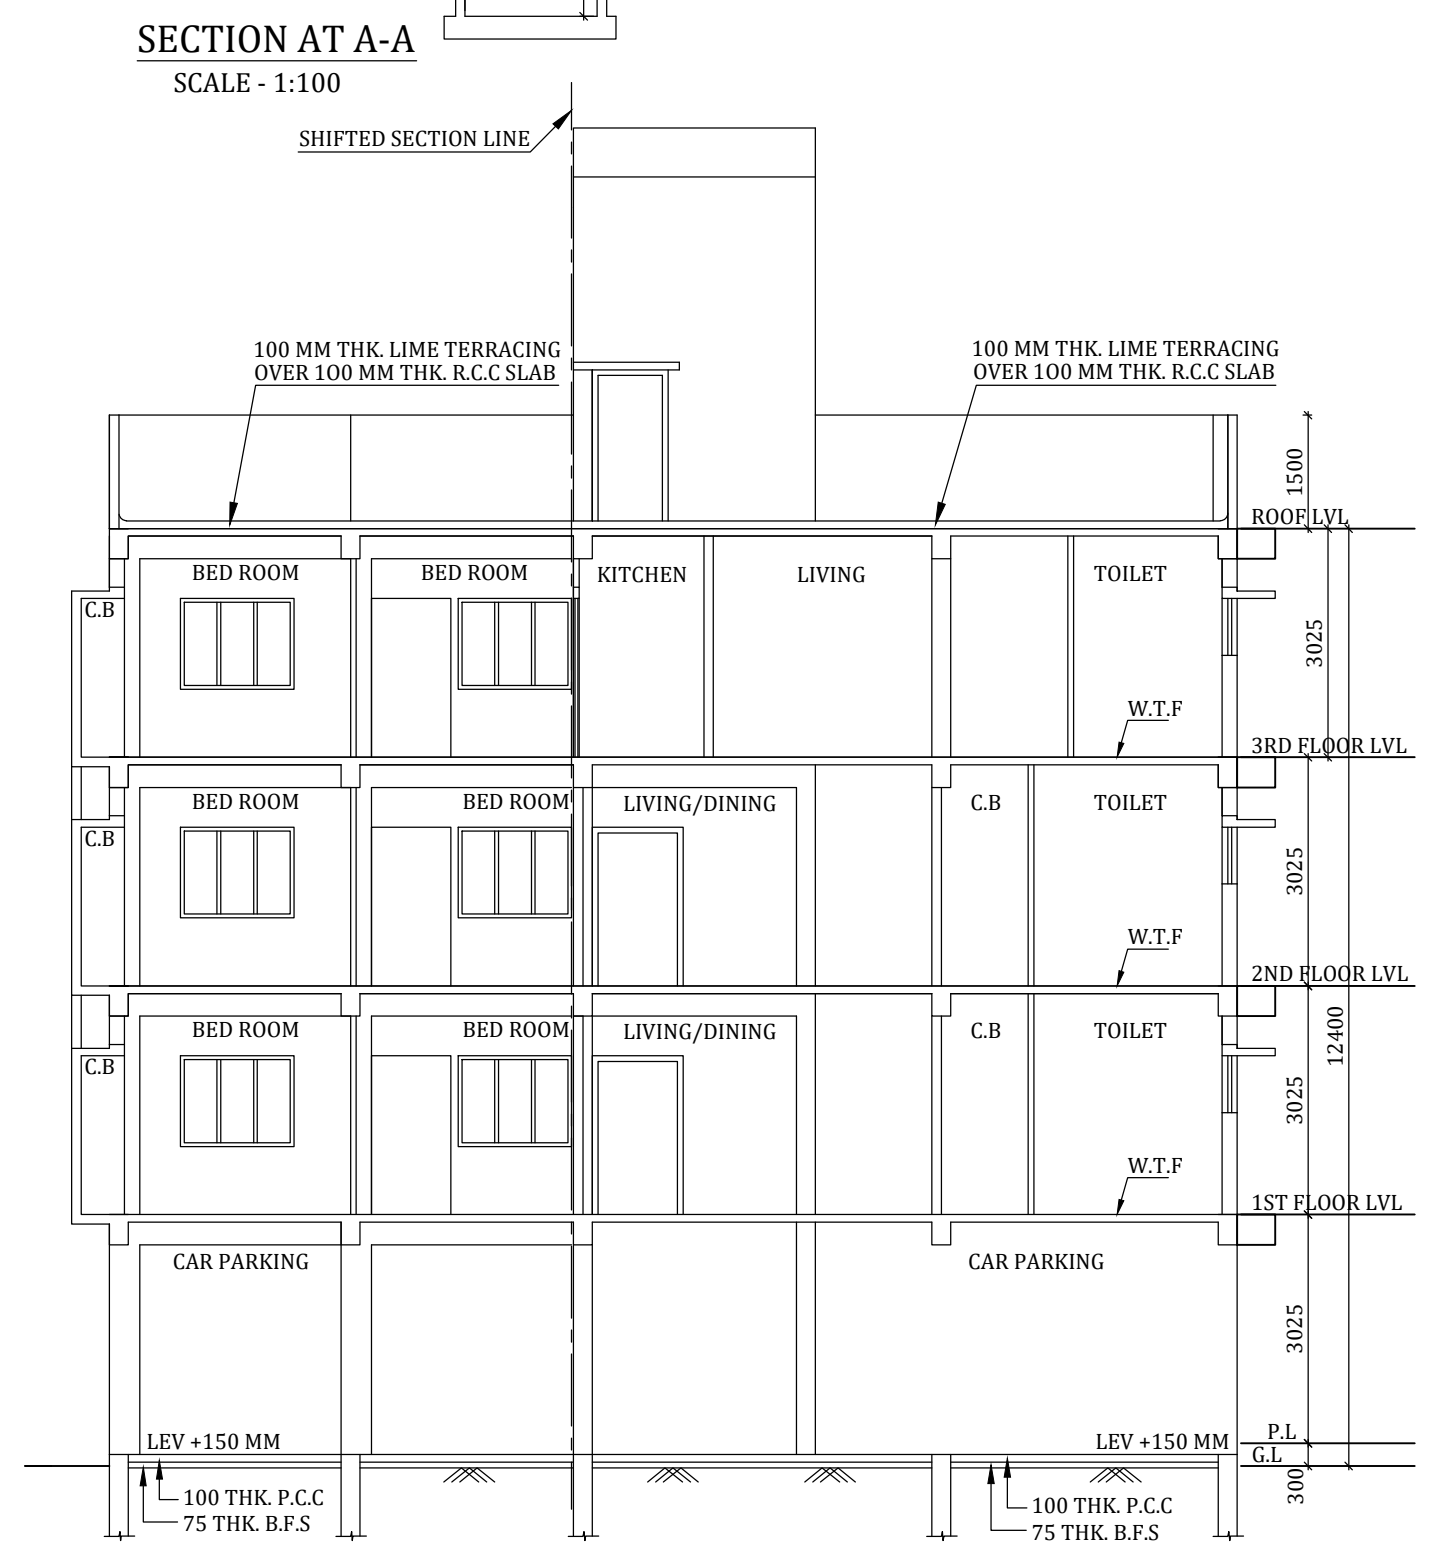 SECTION AT A-A
SCALE - 1:100
SHIFTED SECTION LINE
100 MM THK. LIME TERRACING
OVER 100 MM THK. R.C.C SLAB
100 MM THK. LIME TERRACING
OVER 100 MM THK. R.C.C SLAB
1500
ROOF LVL
BED ROOM
BED ROOM
KITCHEN
LIVING
TOILET
C.B
3025
W.T.F
3RD FLOOR LVL
BED ROOM
BED ROOM
LIVING/DINING
C.B
TOILET
C.B
3025
W.T.F
2ND FLOOR LVL
BED ROOM
BED ROOM
LIVING/DINING
C.B
TOILET
12400
C.B
3025
W.T.F
1ST FLOOR LVL
CAR PARKING
CAR PARKING
3025
LEV +150 MM
LEV +150 MM
P.L
G.L
300
100 THK. P.C.C
75 THK. B.F.S
100 THK. P.C.C
75 THK. B.F.S